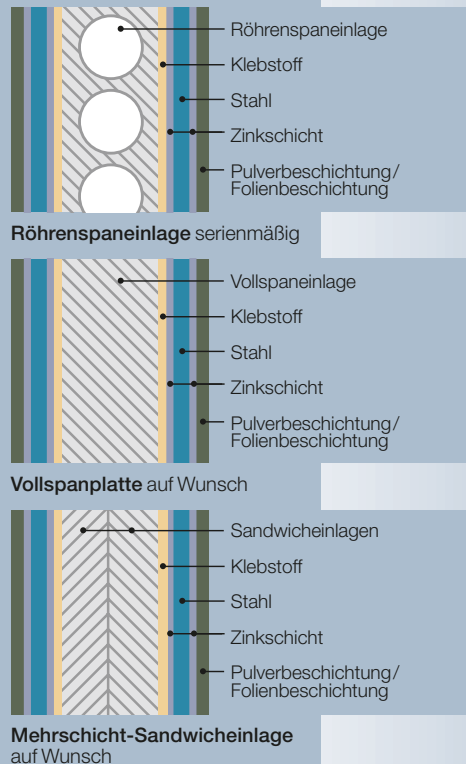 Röhrenspaneinlage
Klebstoff
Stahl
Zinkschicht
Pulverbeschichtung/
Folienbeschichtung
Röhrenspaneinlage serienmäßig
Vollspaneinlage
Klebstoff
Stahl
Zinkschicht
Pulverbeschichtung/
Folienbeschichtung
Vollspanplatte auf Wunsch
Sandwicheinlagen
Klebstoff
Stahl
Zinkschicht
Pulverbeschichtung/
Folienbeschichtung
Mehrschicht-Sandwicheinlage
auf Wunsch